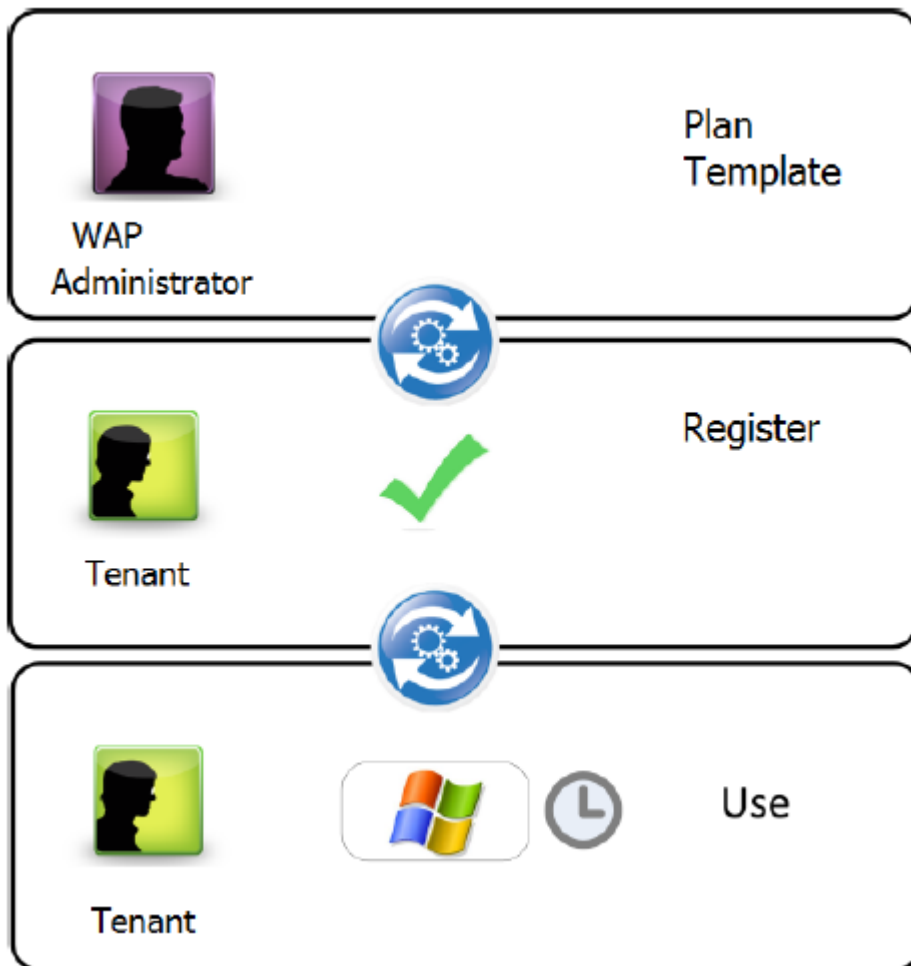 Plan
Template
WAP
Administrator
Register
Tenant
Use
Tenant